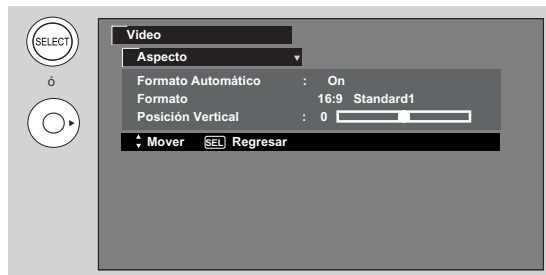 SELECT
ó
Video
Aspecto
Formato Automático : On
Formato 16:9 Standard1
Posición Vertical : 0
Mover SEL Regresar